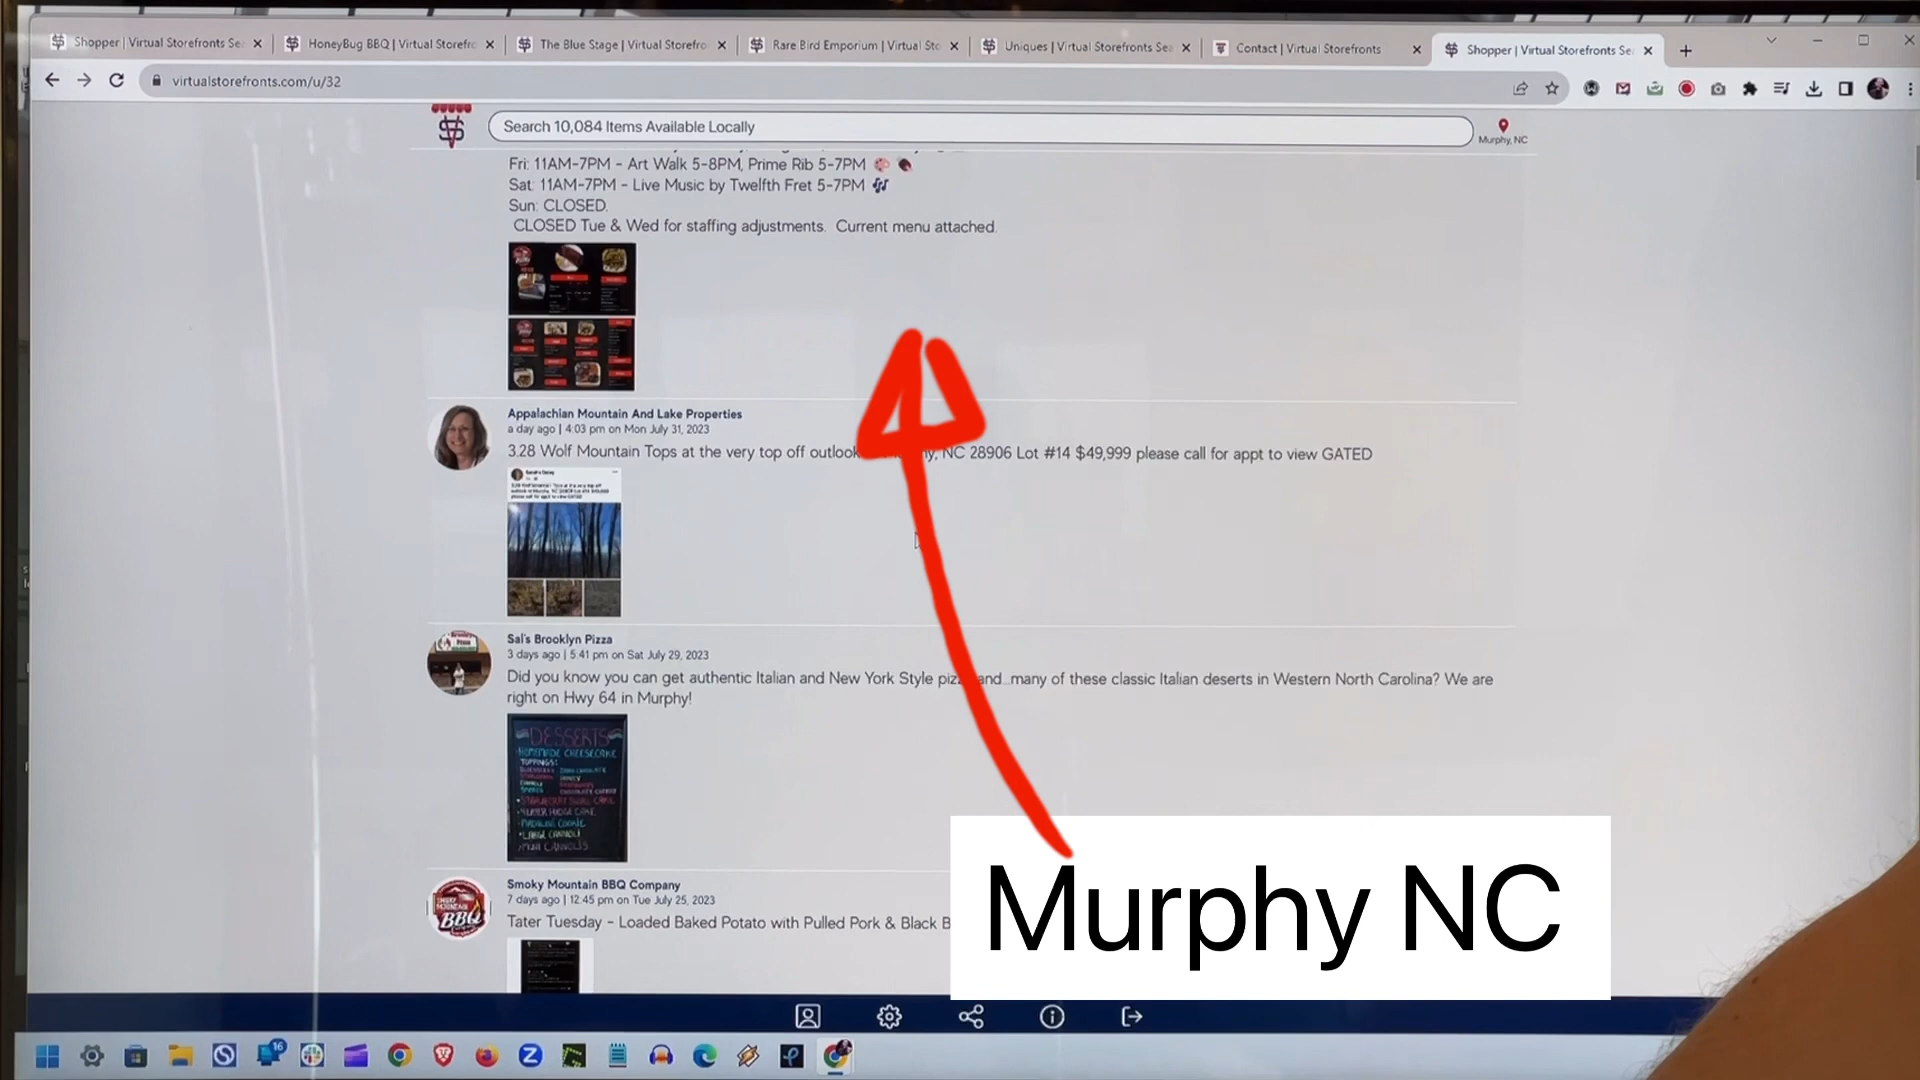 Shopper | Virtual Storefronts Se
HoneyBug BBQ | Virtual Storefro
The Blue Stage | Virtual Storefro
Rare Bird Emporium | Virtual Sto
Uniques | Virtual Storefronts Sea
Contact | Virtual Storefronts
Shopper | Virtual Storefronts Se
virtualstorefronts.com/u/32
Search 10,084 Items Available Locally
Murphy, NC
Fri: 11AM-7PM - Art Walk 5-8PM, Prime Rib 5-7PM
Sat: 11AM-7PM - Live Music by Twelfth Fret 5-7PM
Sun: CLOSED.
CLOSED Tue & Wed for staffing adjustments. Current menu attached.
Appalachian Mountain And Lake Properties
a day ago | 4:03 pm on Mon July 31, 2023
3.28 Wolf Mountain Tops at the very top off outlook y, NC 28906 Lot #14 $49,999 please call for appt to view GATED
Sal's Brooklyn Pizza
3 days ago | 5:41 pm on Sat July 29, 2023
Did you know you can get authentic Italian and New York Style piz and...many of these classic Italian deserts in Western North Carolina? We are
right on Hwy 64 in Murphy!
DESSERTS
HOMEMADE CHEESECAKE
TOPPINGS:
Smoky Mountain BBQ Company
7 days ago | 12:45 pm on Tue July 25, 2023
Tater Tuesday - Loaded Baked Potato with Pulled Pork & Black B
BBQ
Murphy NC
16